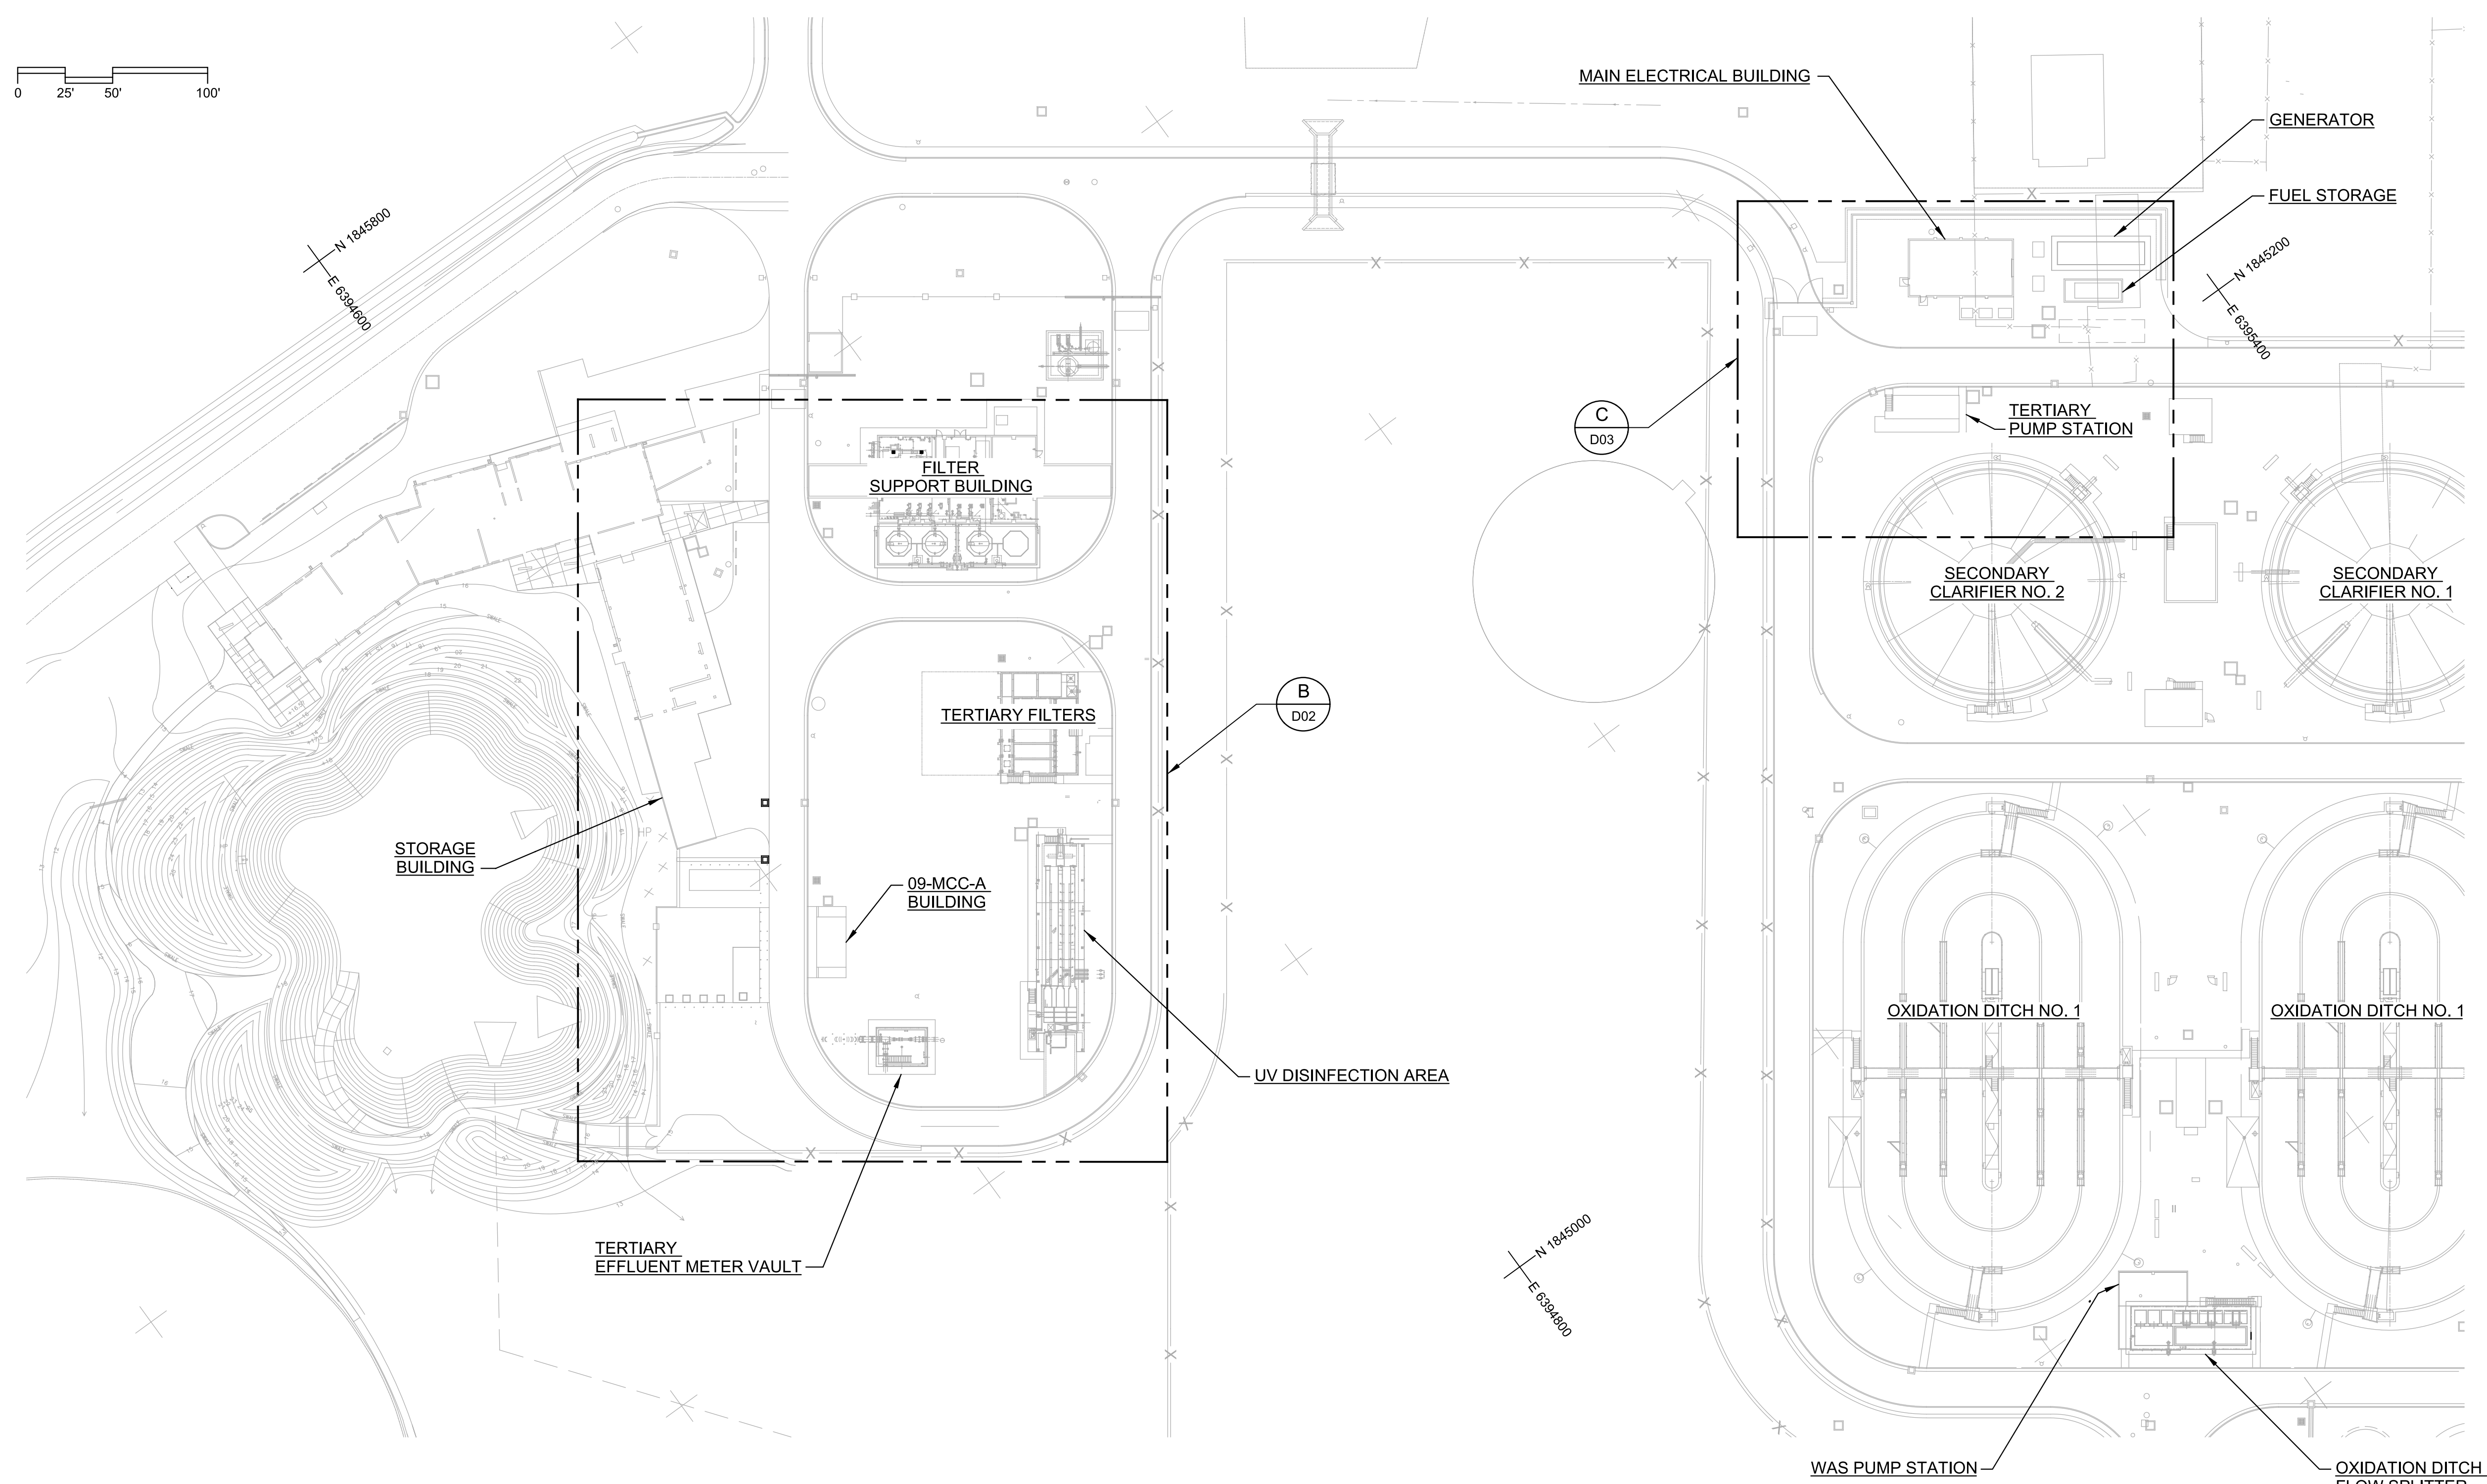 0 25' 50' 100'
MAIN ELECTRICAL BUILDING
GENERATOR
FUEL STORAGE
N 1845800
E 6394600
N 1845200
E 6395400
C
D03
TERTIARY
PUMP STATION
FILTER
SUPPORT BUILDING
SECONDARY
CLARIFIER NO. 2
SECONDARY
CLARIFIER NO. 1
B
D02
TERTIARY FILTERS
STORAGE
BUILDING
HP
09-MCC-A
BUILDING
OXIDATION DITCH NO. 1
OXIDATION DITCH NO. 1
UV DISINFECTION AREA
TERTIARY
EFFLUENT METER VAULT
N 1845000
E 6394800
WAS PUMP STATION
OXIDATION DITCH
FLOW SPLITTER